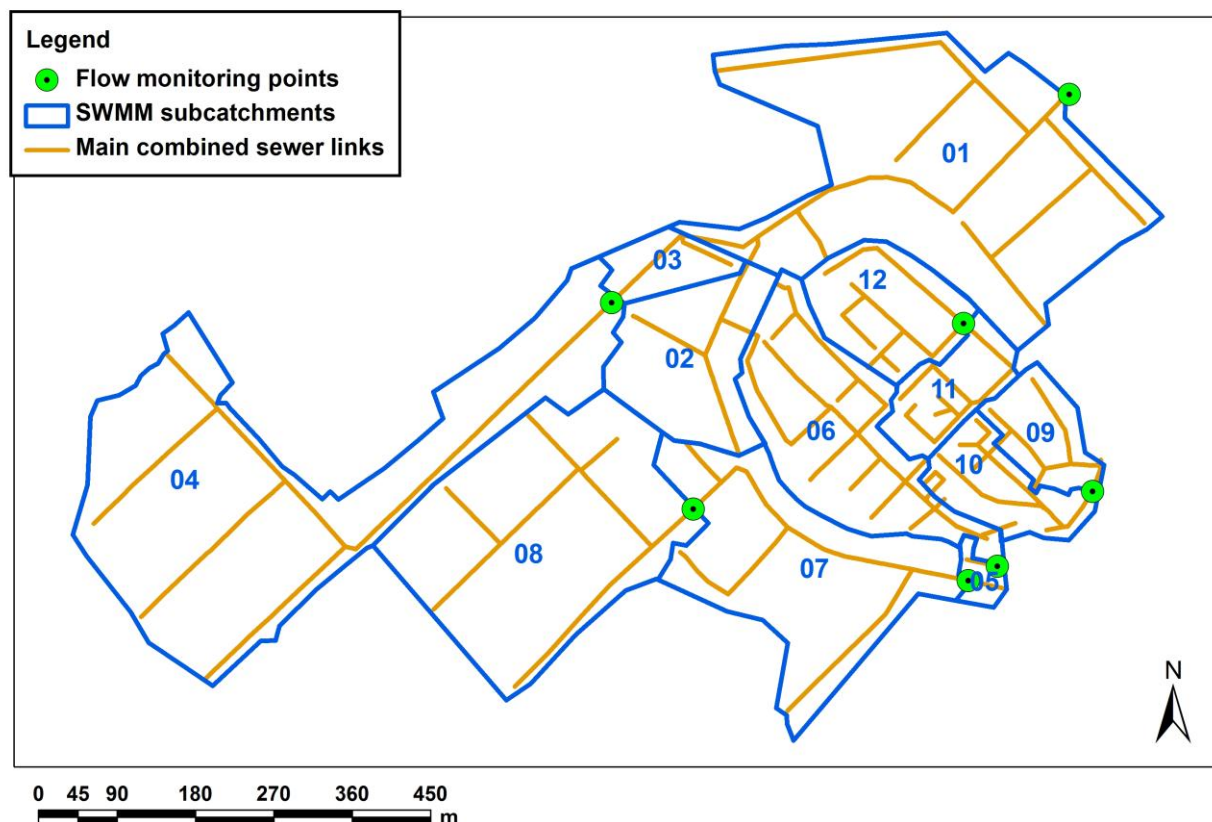 Legend
Flow monitoring points
SWMM subcatchments
Main combined sewer links
01
03
12
02
11
06
09
10
04
08
07
05
N
0 45 90 180 270 360 450
m